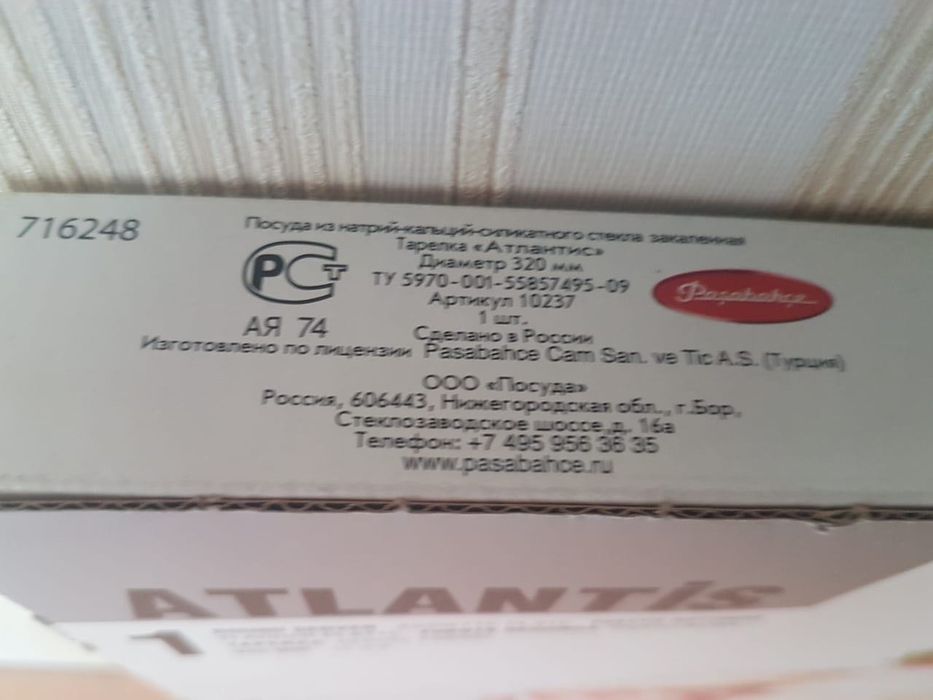 716248
Посуда из натрий-кальций-силикатного стекла закаленная
Тарелка «Атлантис»
Диаметр 320 мм
РСТ
ТУ 5970-001-55857495-09
Pasabahce
Артикул 10237
1 шт.
АЯ 74
Сделано в России
Изготовлено по лицензии Pasabahce Cam San. ve Tic A.S. (Турция)
ООО «Посуда»
Россия, 606443, Нижегородская обл., г.Бор,
Стеклозаводское шоссе,д. 16а
Телефон: +7 495 956 36 35
www.pasabahce.ru
ATLANTis
1